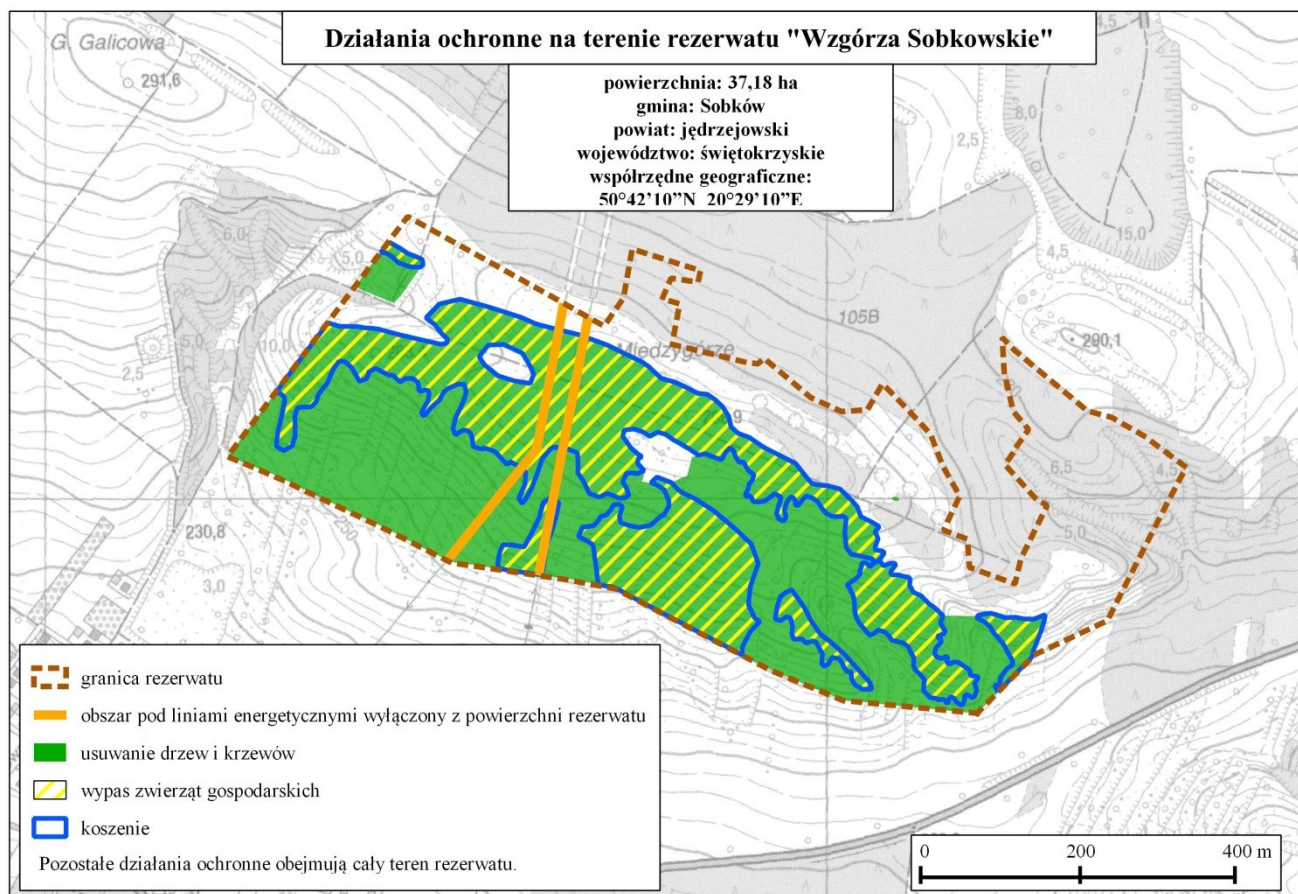 Działania ochronne na terenie rezerwatu "Wzgórza Sobkowskie"
powierzchnia: 37,18 ha
gmina: Sobków
powiat: jędrzejowski
województwo: świętokrzyskie
współrzędne geograficzne:
50°42’10”N 20°29’10”E
G. Galicowa
291,6
4,5
2,5
8,0
6,0
5,0
4,5
15,0
105B
5,0
10,0
Międzygórze
290,1
2,5
6,5
4,5
250
230,8
5,0
3,0
granica rezerwatu
obszar pod liniami energetycznymi wyłączony z powierzchni rezerwatu
usuwanie drzew i krzewów
wypas zwierząt gospodarskich
koszenie
Pozostałe działania ochronne obejmują cały teren rezerwatu.
0 200 400 m